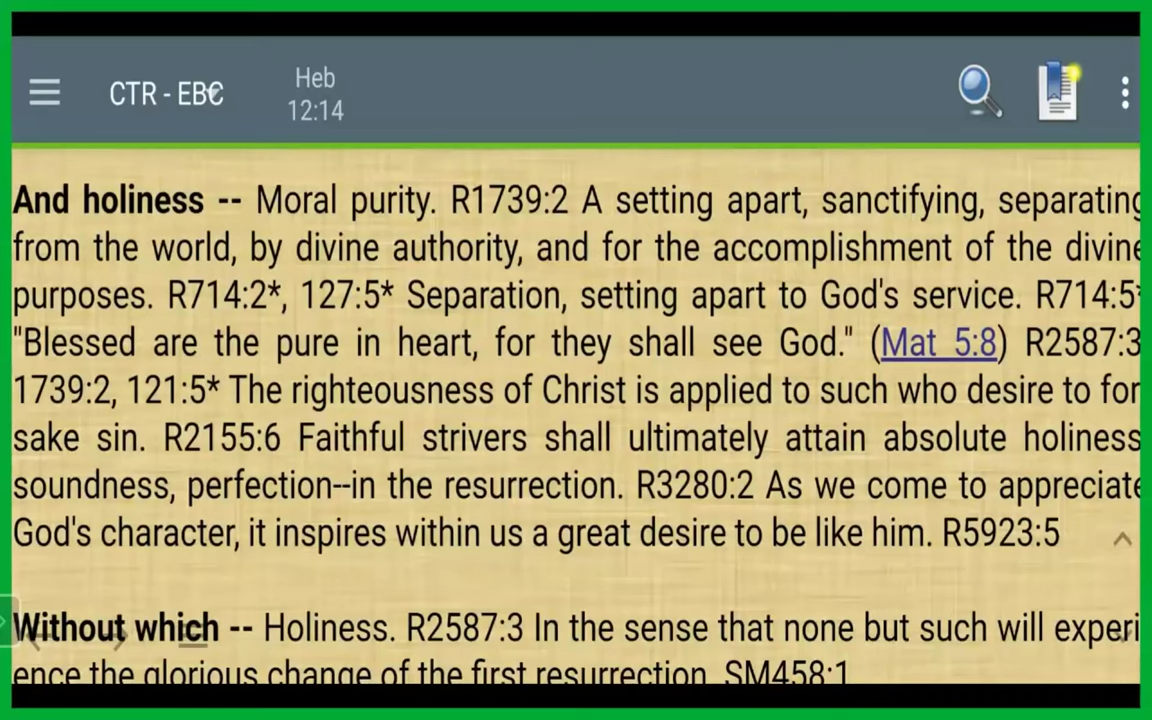 CTR - EBC
Heb
12:14
And holiness -- Moral purity. R1739:2 A setting apart, sanctifying, separating
from the world, by divine authority, and for the accomplishment of the divine
purposes. R714:2*, 127:5* Separation, setting apart to God's service. R714:5*
"Blessed are the pure in heart, for they shall see God." (Mat 5:8) R2587:3
1739:2, 121:5* The righteousness of Christ is applied to such who desire to for
sake sin. R2155:6 Faithful strivers shall ultimately attain absolute holiness
soundness, perfection--in the resurrection. R3280:2 As we come to appreciate
God's character, it inspires within us a great desire to be like him. R5923:5
Without which -- Holiness. R2587:3 In the sense that none but such will experi
ence the glorious change of the first resurrection. SM458:1